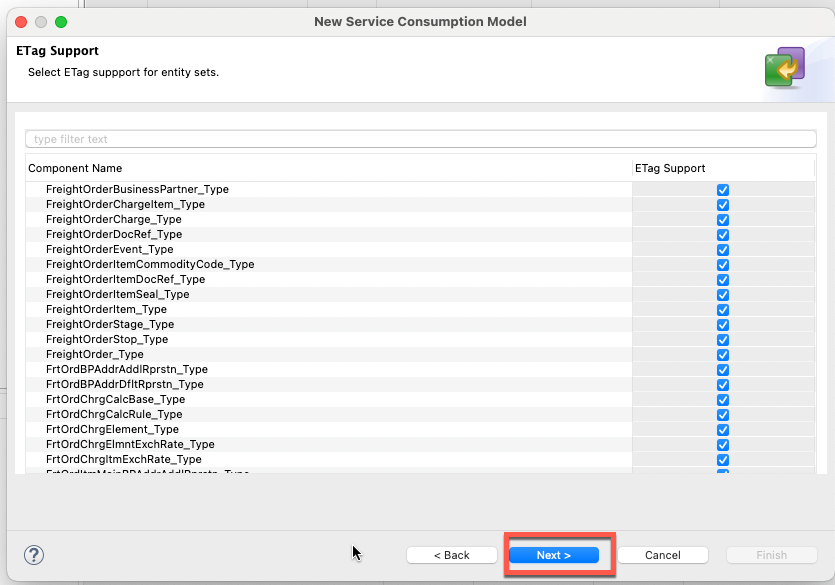 New Service Consumption Model
ETag Support
Select ETag suppport for entity sets.
type filter text
Component Name ETag Support
FreightOrderBusinessPartner_Type
FreightOrderChargeItem_Type
FreightOrderCharge_Type
FreightOrderDocRef_Type
FreightOrderEvent_Type
FreightOrderItemCommodityCode_Type
FreightOrderItemDocRef_Type
FreightOrderItemSeal_Type
FreightOrderItem_Type
FreightOrderStage_Type
FreightOrderStop_Type
FreightOrder_Type
FrtOrdBPAddrAddlRprstn_Type
FrtOrdBPAddrDfltRprstn_Type
FrtOrdChrgCalcBase_Type
FrtOrdChrgCalcRule_Type
FrtOrdChrgElement_Type
FrtOrdChrgElmntExchRate_Type
FrtOrdChrgItmExchRate_Type
FrtOrdItmMainBPAddrAddlRprstn_Type
? < Back Next > Cancel Finish